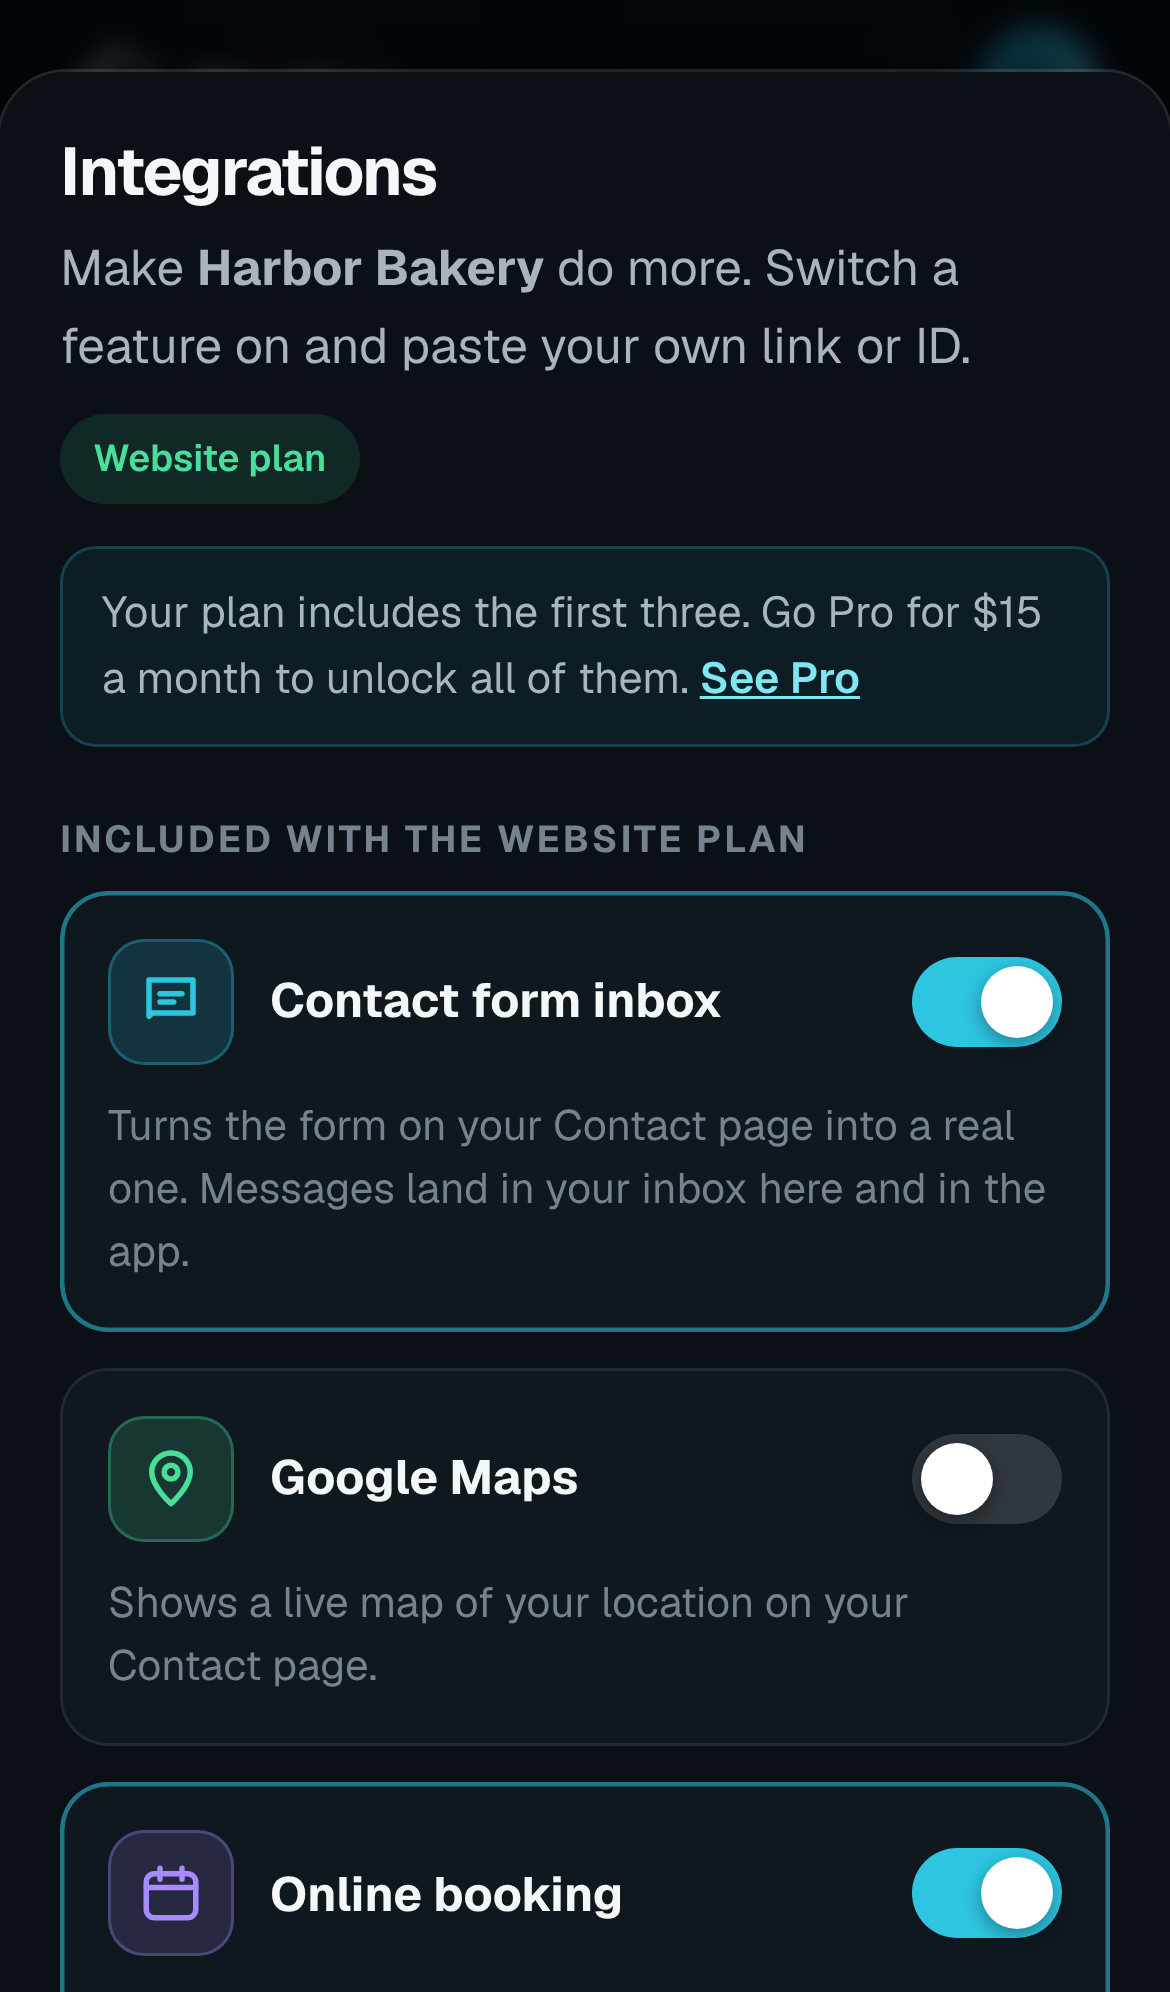 Integrations
Make Harbor Bakery do more. Switch a
feature on and paste your own link or ID.
Website plan
Your plan includes the first three. Go Pro for $15
a month to unlock all of them. See Pro
INCLUDED WITH THE WEBSITE PLAN
Contact form inbox
Turns the form on your Contact page into a real
one. Messages land in your inbox here and in the
app.
Google Maps
Shows a live map of your location on your
Contact page.
Online booking